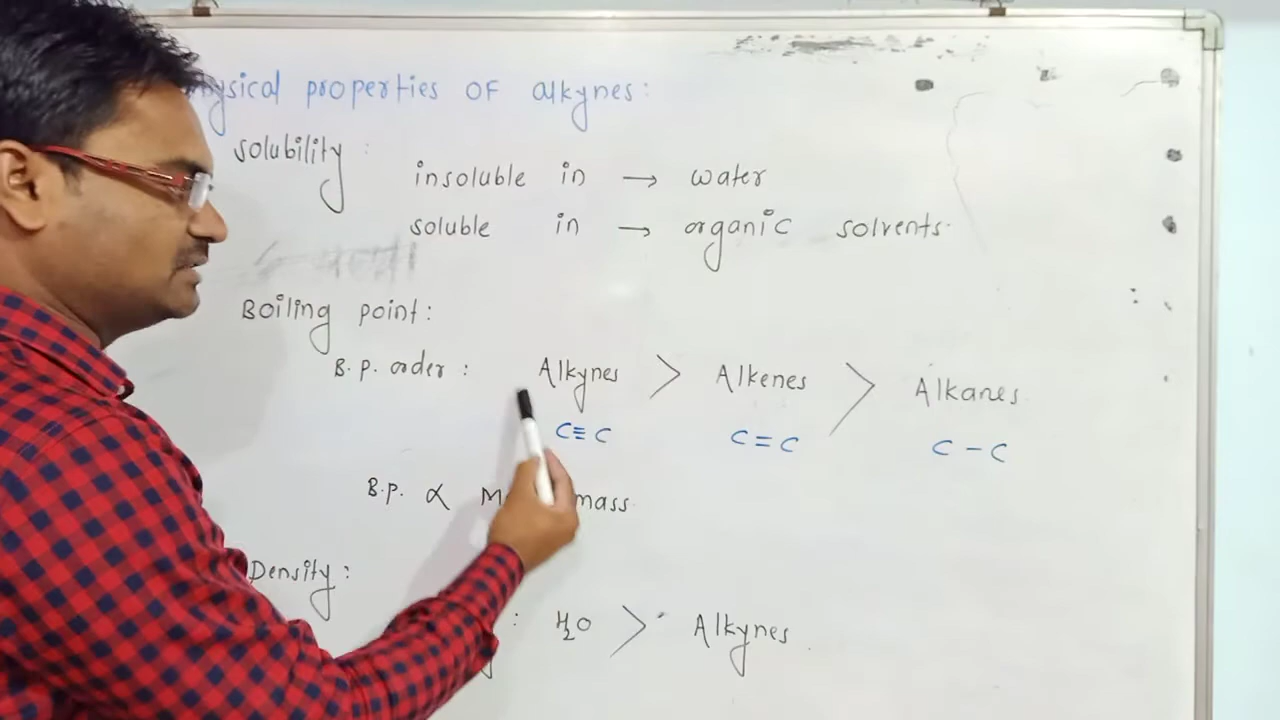 properties OF alkynes:
solubility :
insoluble in → water
soluble in → organic solvents.
Boiling point:
B.P. order : Alkynes > Alkenes > Alkanes
C≡C C=C C-C
B.P. ∝ mass
Density:
: H2O > Alkynes